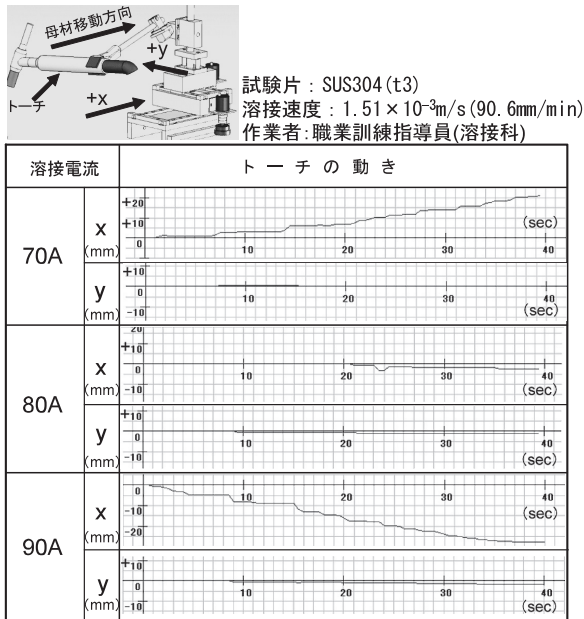 母材移動方向
+y
トーチ
+x
試験片:SUS304(t3)
溶接速度:1.51×10⁻³m/s(90.6mm/min)
作業者:職業訓練指導員(溶接科)
溶接電流 トーチの動き
70A
x
(mm)
+20
+10
0
10 20 30 40
(sec)
y
(mm)
+10
0
-10
10 20 30 40
(sec)
80A
x
(mm)
20
+10
0
-10
10 20 30 40
(sec)
y
(mm)
+10
0
-10
10 20 30 40
(sec)
90A
x
(mm)
0
-10
-20
10 20 30 40
(sec)
y
(mm)
+10
0
-10
10 20 30 40
(sec)